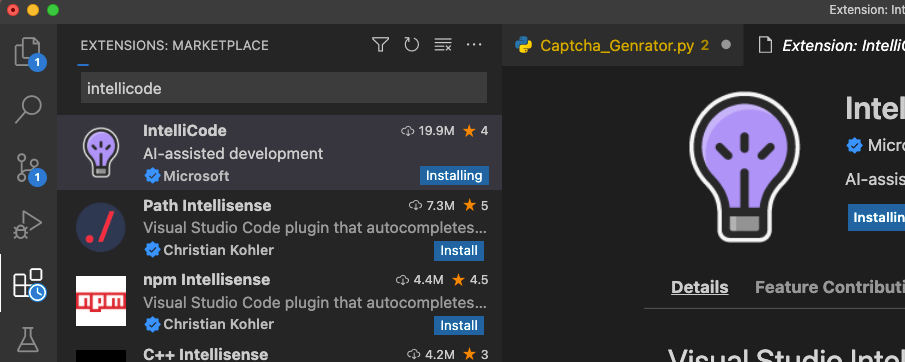 Extension: Int
EXTENSIONS: MARKETPLACE
Captcha_Genrator.py 2
Extension: IntelliC
1
intellicode
IntelliCode 19.9M 4
AI-assisted development
Microsoft
Installing
Path Intellisense 7.3M 5
Visual Studio Code plugin that autocompletes...
Christian Kohler
Install
npm
npm Intellisense 4.4M 4.5
Visual Studio Code plugin that autocompletes...
Christian Kohler
Install
C++ Intellisense 4.2M 3
1
Intel
Micr
AI-assis
Installin
Details Feature Contributi
Visual Studio Intel